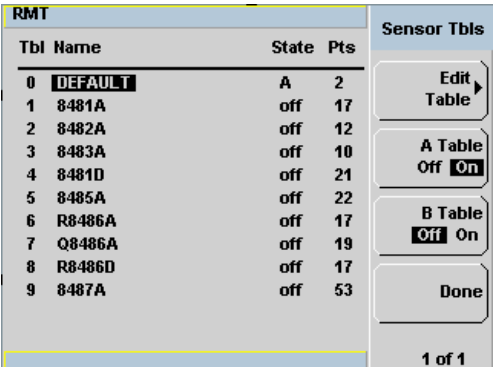 RMT
Sensor Tbls
Tbl Name State Pts
0 DEFAULT A 2
1 8481A off 17
2 8482A off 12
3 8483A off 10
4 8481D off 21
5 8485A off 22
6 R8486A off 17
7 Q8486A off 19
8 R8486D off 17
9 8487A off 53
Edit
Table
A Table
Off On
B Table
Off On
Done
1 of 1